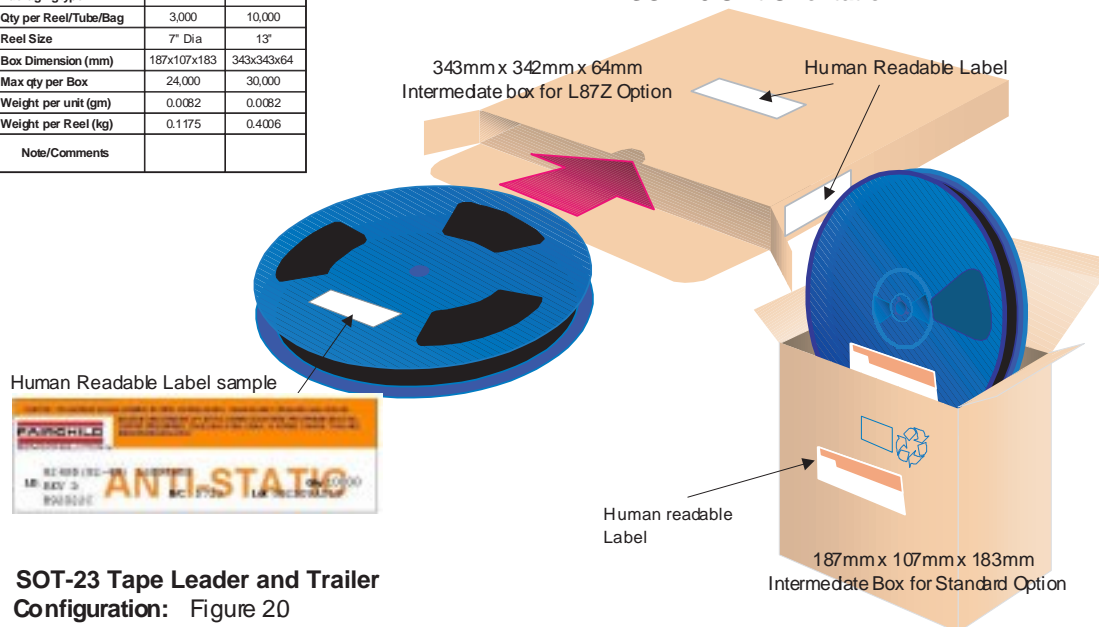 Qty per Reel/Tube/Bag 3,000 10,000
Reel Size 7" Dia 13"
Box Dimension (mm) 187x107x183 343x343x64
Max qty per Box 24,000 30,000
Weight per unit (gm) 0.0082 0.0082
Weight per Reel (kg) 0.1175 0.4006
Note/Comments
343mm x 342mm x 64mm
Intermediate box for L87Z Option
Human Readable Label
Human Readable Label sample
FAIRCHILD
ANTI-STATIC
Human readable
Label
187mm x 107mm x 183mm
Intermediate Box for Standard Option
SOT-23 Tape Leader and Trailer
Configuration: Figure 20